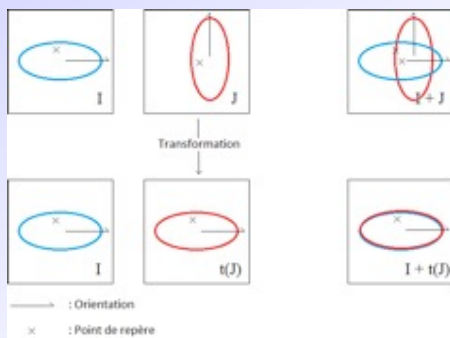 I
J
I + J
Transformation
I
t(J)
I + t(J)
: Orientation
: Point de repère